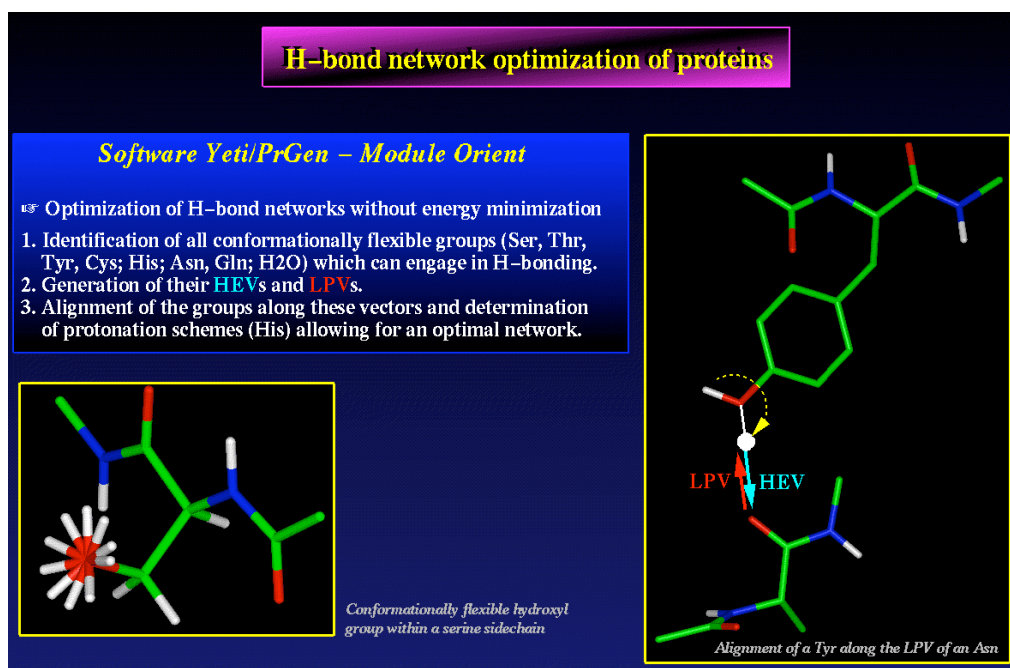 H-bond network optimization of proteins
Software Yeti/PrGen - Module Orient
☞ Optimization of H-bond networks without energy minimization
1. Identification of all conformationally flexible groups (Ser, Thr,
Tyr, Cys; His; Asn, Gln; H2O) which can engage in H-bonding.
2. Generation of their HEVs and LPVs.
3. Alignment of the groups along these vectors and determination
of protonation schemes (His) allowing for an optimal network.
Conformationally flexible hydroxyl
group within a serine sidechain
LPV HEV
Alignment of a Tyr along the LPV of an Asn